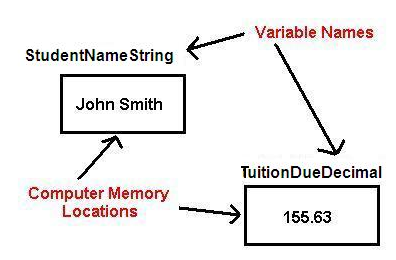 Variable Names
StudentNameString
John Smith
TuitionDueDecimal
Computer Memory
Locations
155.63